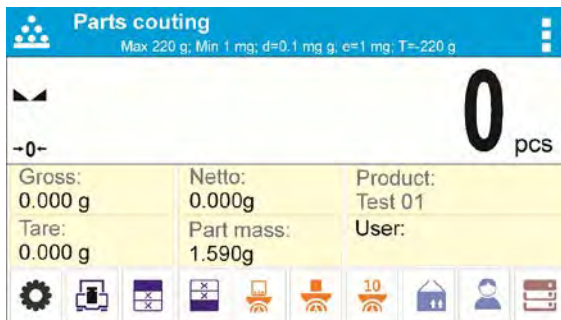 Parts couting
Max 220 g; Min 1 mg; d=0.1 mg g; e=1 mg; T=-220 g
0 pcs
→0←
Gross:
0.000 g
Netto:
0.000g
Product:
Test 01
Tare:
0.000 g
Part mass:
1.590g
User:
10